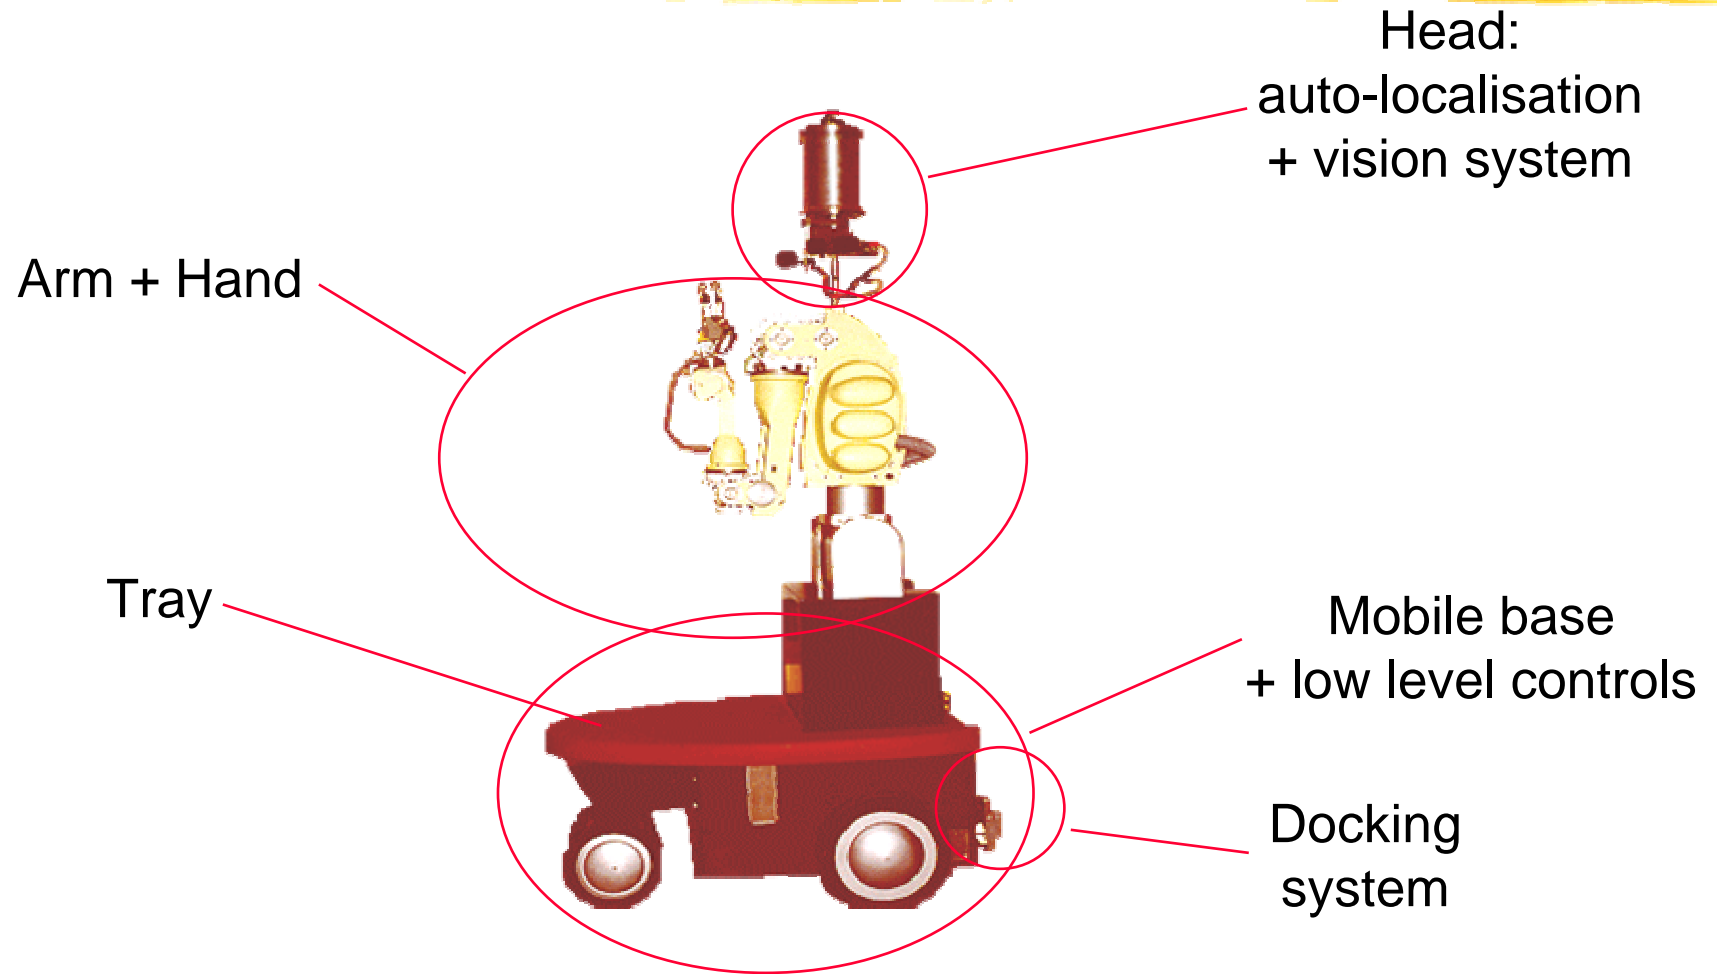 Head:
auto-localisation
+ vision system
Arm + Hand
Tray
Mobile base
+ low level controls
Docking
system